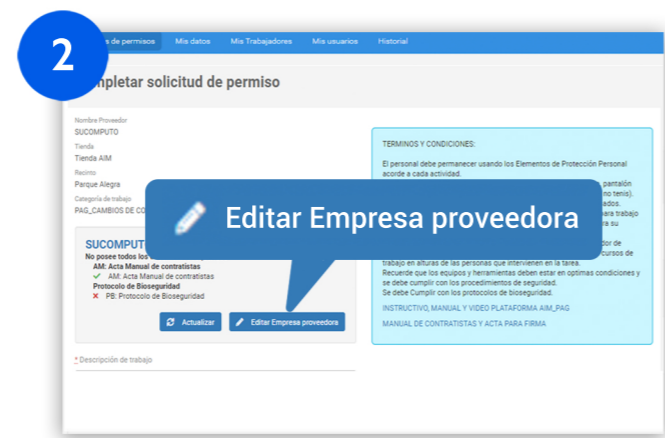 2
s de permisos Mis datos Mis Trabajadores Mis usuarios Historial
mpletar solicitud de permiso
Nombre Proveedor
SUCOMPUTO
Tienda
Tienda AIM
Recinto
Parque Alegra
Categoría de trabajo
PAG_CAMBIOS DE CO
SUCOMPUT
No posee todos los
AM: Acta Manual de contratistas
✓ AM: Acta Manual de contratistas
Protocolo de Bioseguridad
✗ PB: Protocolo de Bioseguridad
Actualizar Editar Empresa proveedora
* Descripción de trabajo
Editar Empresa proveedora
TERMINOS Y CONDICIONES:
El personal debe permanecer usando los Elementos de Protección Personal
acorde a cada actividad.
pantalón
no tenis).
ados.
ara trabajo
ra su
dor de
cursos de
trabajo en alturas de las personas que intervienen en la tarea.
Recuerde que los equipos y herramientas deben estar en optimas condiciones y
se debe cumplir con los procedimientos de seguridad.
Se debe Cumplir con los protocolos de bioseguridad.
INSTRUCTIVO, MANUAL Y VIDEO PLATAFORMA AIM_PAG
MANUAL DE CONTRATISTAS Y ACTA PARA FIRMA